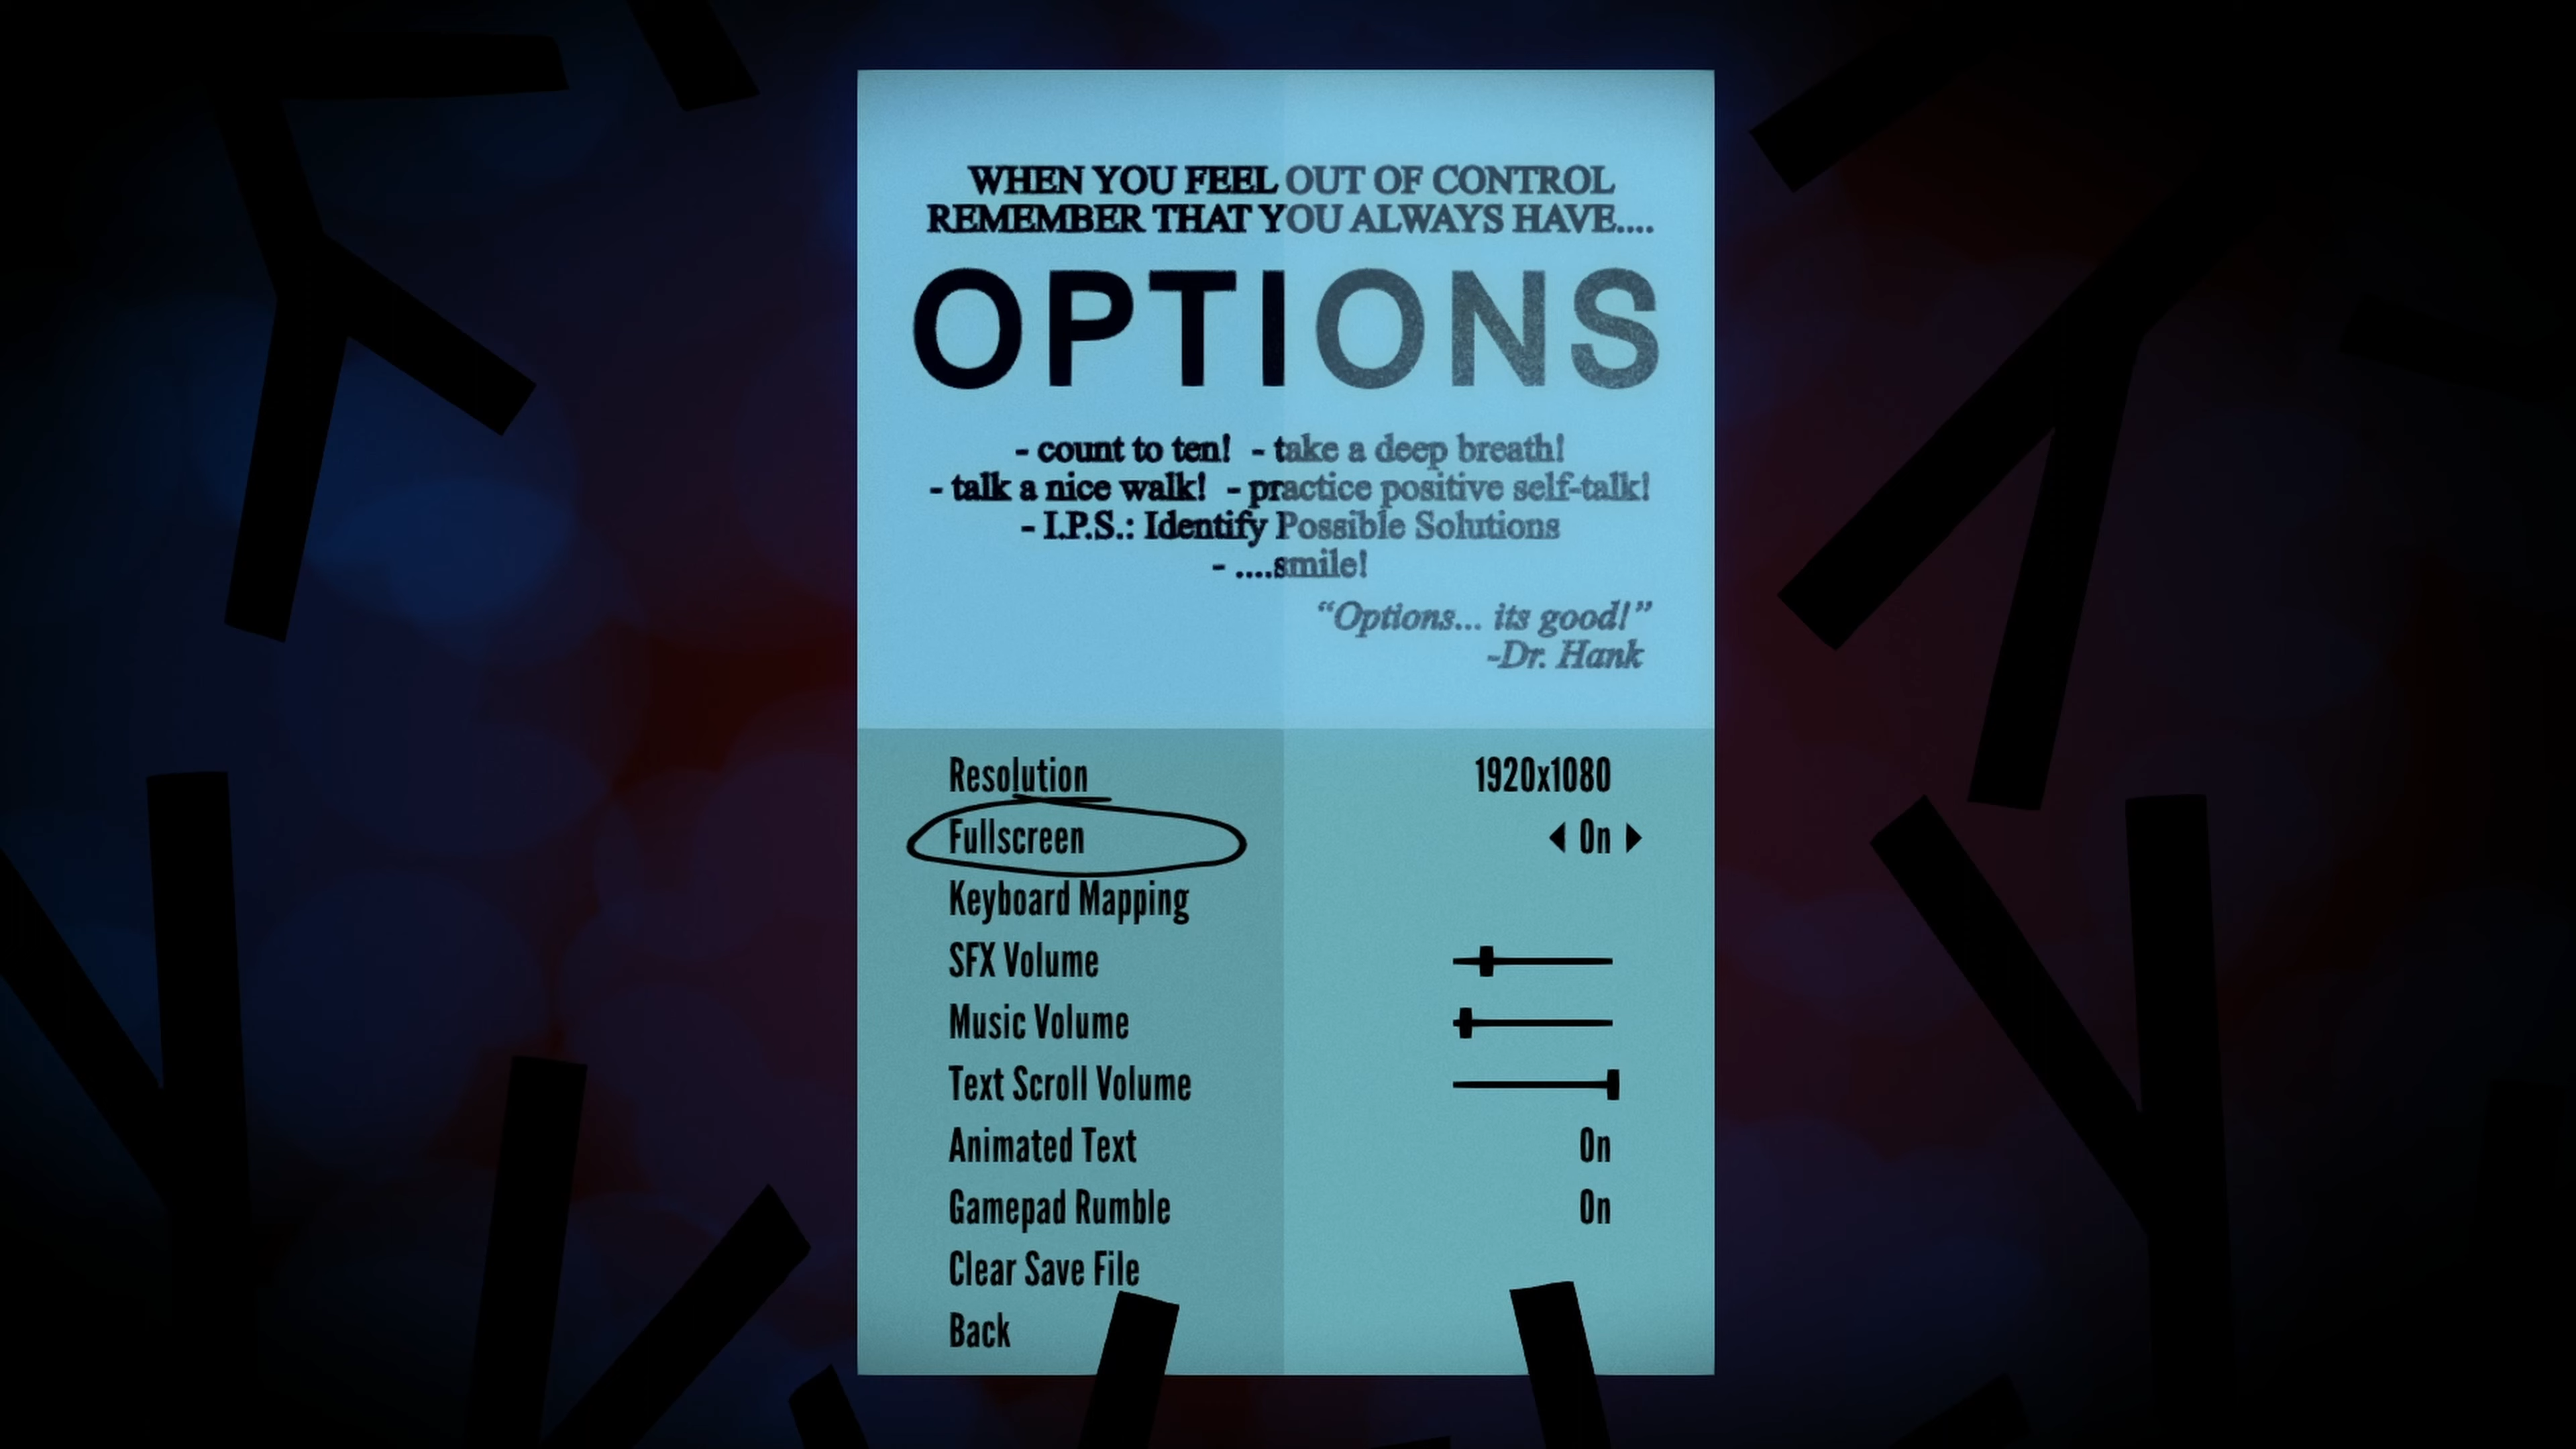 WHEN YOU FEEL OUT OF CONTROL
REMEMBER THAT YOU ALWAYS HAVE....
OPTIONS
- count to ten! - take a deep breath!
- talk a nice walk! - practice positive self-talk!
- I.P.S.: Identify Possible Solutions
- ....smile!
“Options... its good!”
-Dr. Hank
Resolution 1920x1080
Fullscreen On
Keyboard Mapping
SFX Volume
Music Volume
Text Scroll Volume
Animated Text On
Gamepad Rumble On
Clear Save File
Back